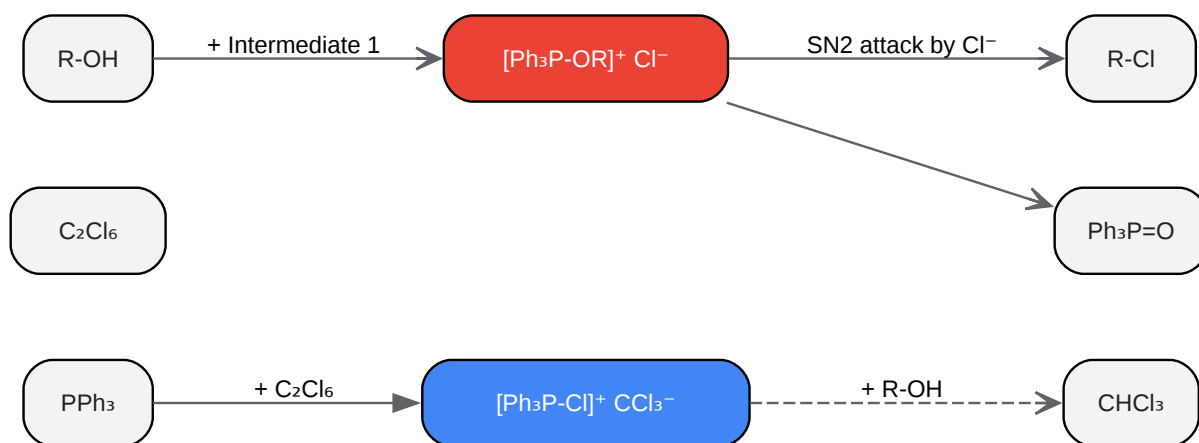 R-OH
+ Intermediate 1
[Ph₃P-OR]⁺ Cl⁻
SN2 attack by Cl⁻
R-Cl
C₂Cl₆
Ph₃P=O
PPh₃
+ C₂Cl₆
[Ph₃P-Cl]⁺ CCl₃⁻
+ R-OH
CHCl₃